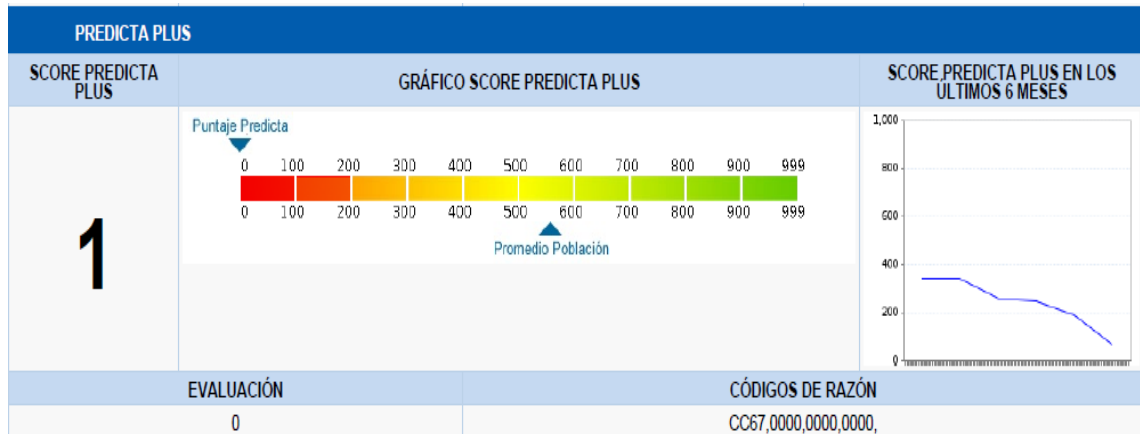 PREDICTA PLUS
SCORE PREDICTA
PLUS
GRÁFICO SCORE PREDICTA PLUS
SCORE PREDICTA PLUS EN LOS
ÚLTIMOS 6 MESES
Puntaje Predicta
0 100 200 300 400 500 600 700 800 900 999
0 100 200 300 400 500 600 700 800 900 999
Promedio Población
1
1,000
800
600
400
200
0
EVALUACIÓN
CÓDIGOS DE RAZÓN
0
CC67,0000,0000,0000,